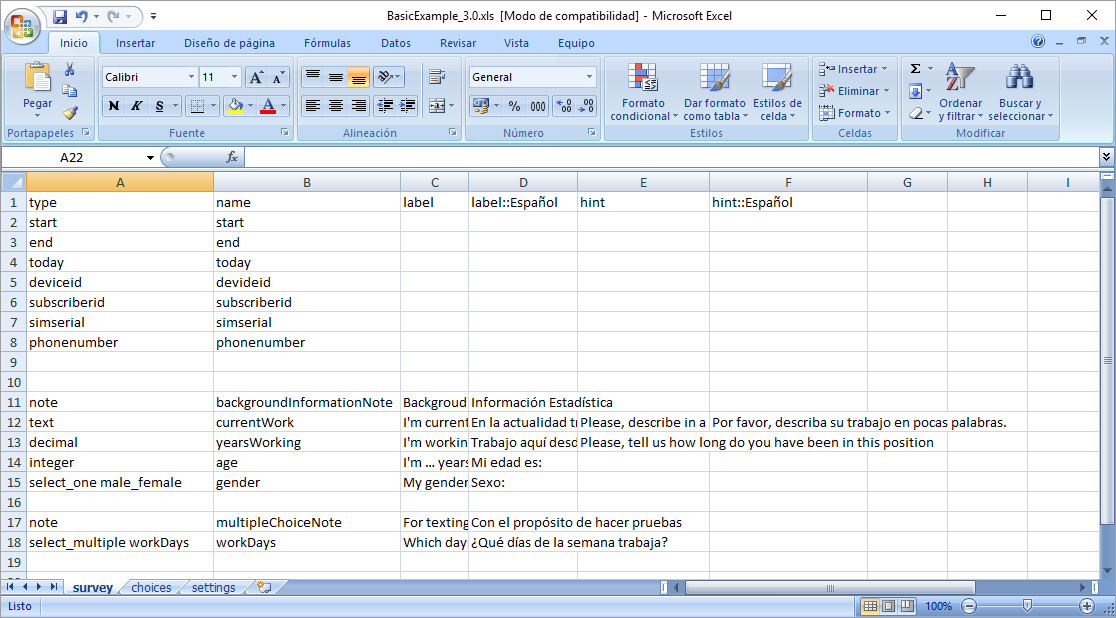 BasicExample_3.0.xls [Modo de compatibilidad] - Microsoft Excel
Inicio Insertar Diseño de página Fórmulas Datos Revisar Vista Equipo
Pegar
Portapapeles
Calibri 11
N K S
Fuente
Alineación
General
% 000
Número
Formato condicional
Dar formato como tabla
Estilos de celda
Estilos
Insertar
Eliminar
Formato
Celdas
Σ
Ordenar y filtrar
Buscar y seleccionar
Modificar
A22 fx
A B C D E F G H I
1 type name label label::Español hint hint::Español
2 start start
3 end end
4 today today
5 deviceid devideid
6 subscriberid subscriberid
7 simserial simserial
8 phonenumber phonenumber
9
10
11 note backgroundInformationNote Backgroud Información Estadística
12 text currentWork I'm current En la actualidad t Please, describe in a Por favor, describa su trabajo en pocas palabras.
13 decimal yearsWorking I'm workin Trabajo aquí desc Please, tell us how long do you have been in this position
14 integer age I'm ... years Mi edad es:
15 select_one male_female gender My gender Sexo:
16
17 note multipleChoiceNote For texting Con el propósito de hacer pruebas
18 select_multiple workDays workDays Which day ¿Qué días de la semana trabaja?
19
survey choices settings
Listo 100%